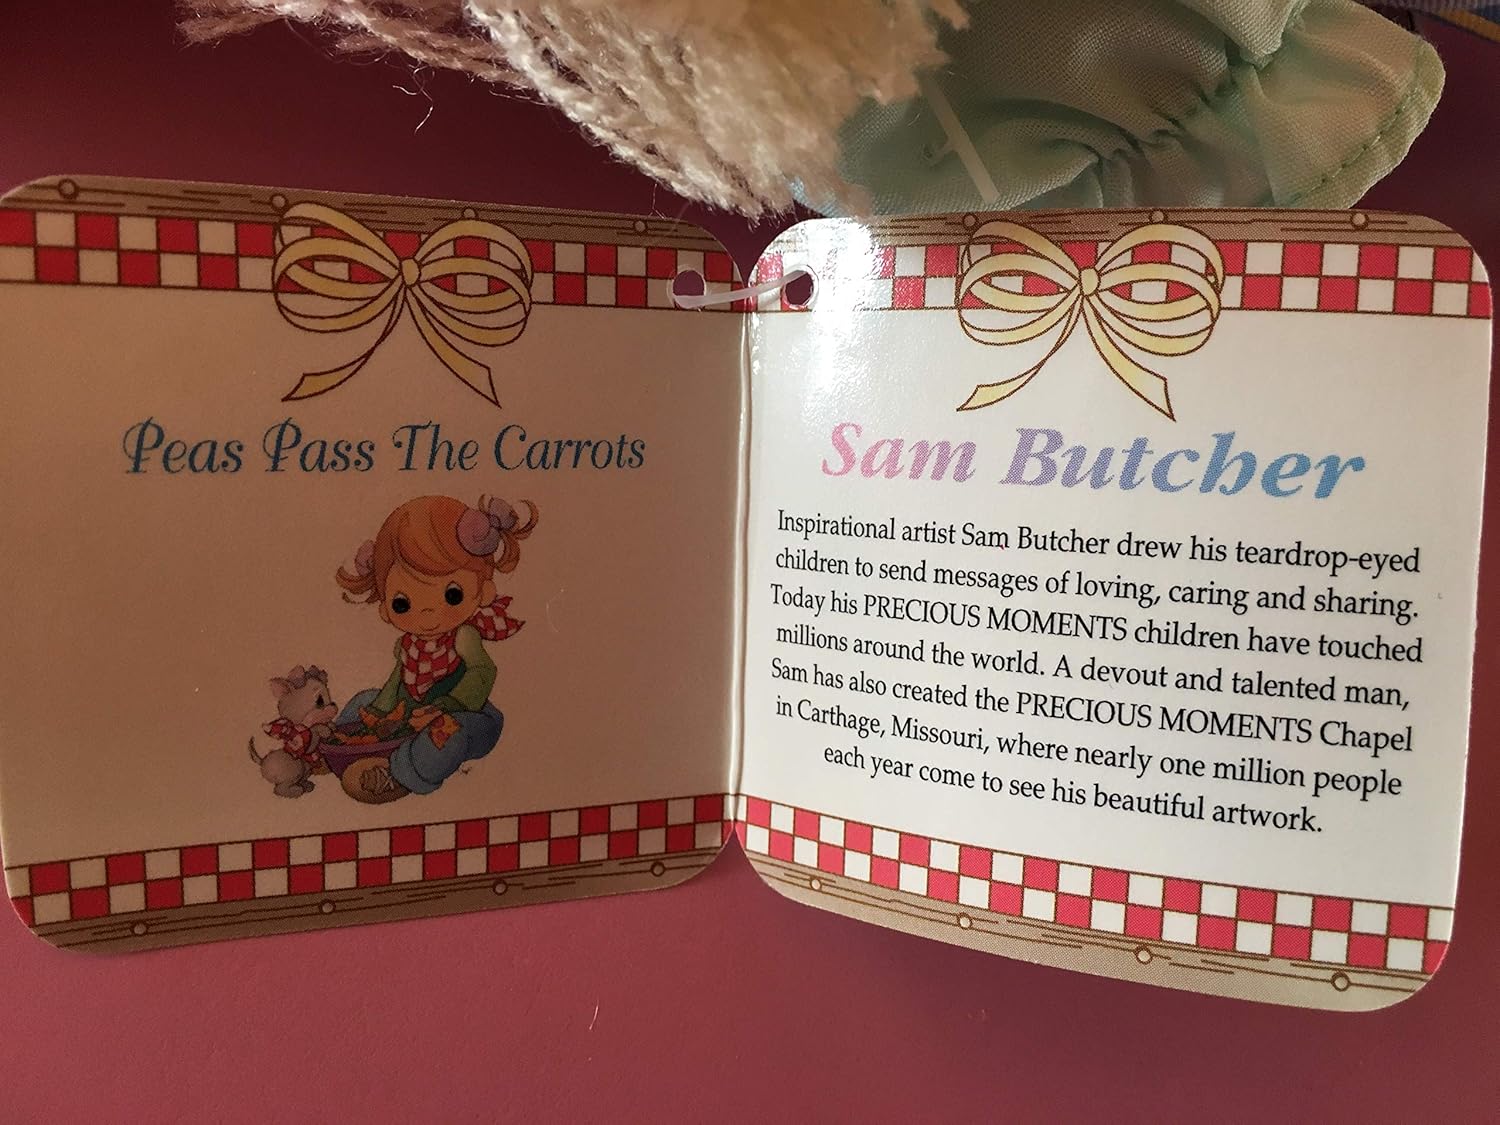 Peas Pass The Carrots
Sam Butcher
Inspirational artist Sam Butcher drew his teardrop-eyed
children to send messages of loving, caring and sharing.
Today his PRECIOUS MOMENTS children have touched
millions around the world. A devout and talented man,
Sam has also created the PRECIOUS MOMENTS Chapel
in Carthage, Missouri, where nearly one million people
each year come to see his beautiful artwork.